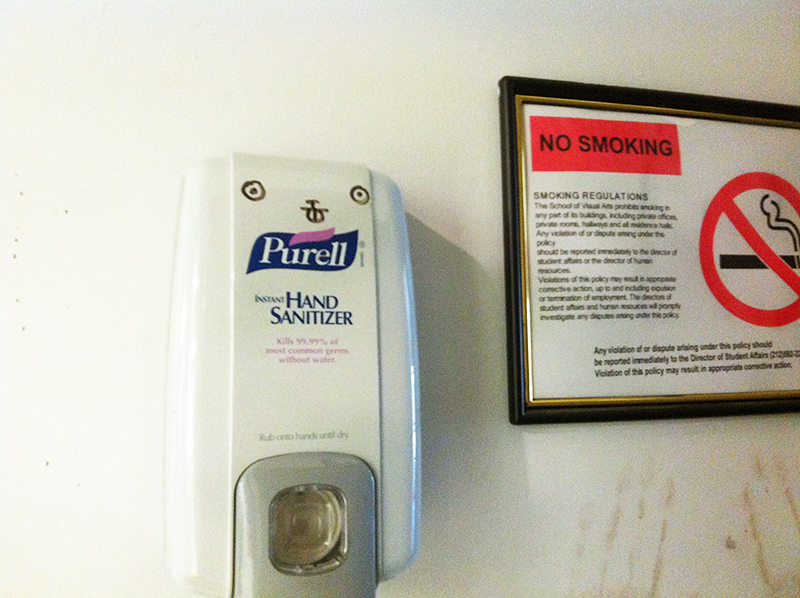 Purell
INSTANT HAND
SANITIZER
Kills 99.99% of
most common germs
without water.
Rub onto hands until dry.
NO SMOKING
SMOKING REGULATIONS
The School of Visual Arts prohibits smoking in
any part of its buildings, including private offices,
private rooms, hallways and all residence halls.
Any violation of or dispute arising under the
policy
should be reported immediately to the director of
student affairs or the director of human
resources.
Violations of this policy may result in appropriate
corrective action, up to and including expulsion
or termination of employment. The directors of
student affairs and human resources will promptly
investigate any disputes arising under this policy.
Any violation of or dispute arising under this policy should
be reported immediately to the Director of Student Affairs (212)592-22
Violation of this policy may result in appropriate corrective action.